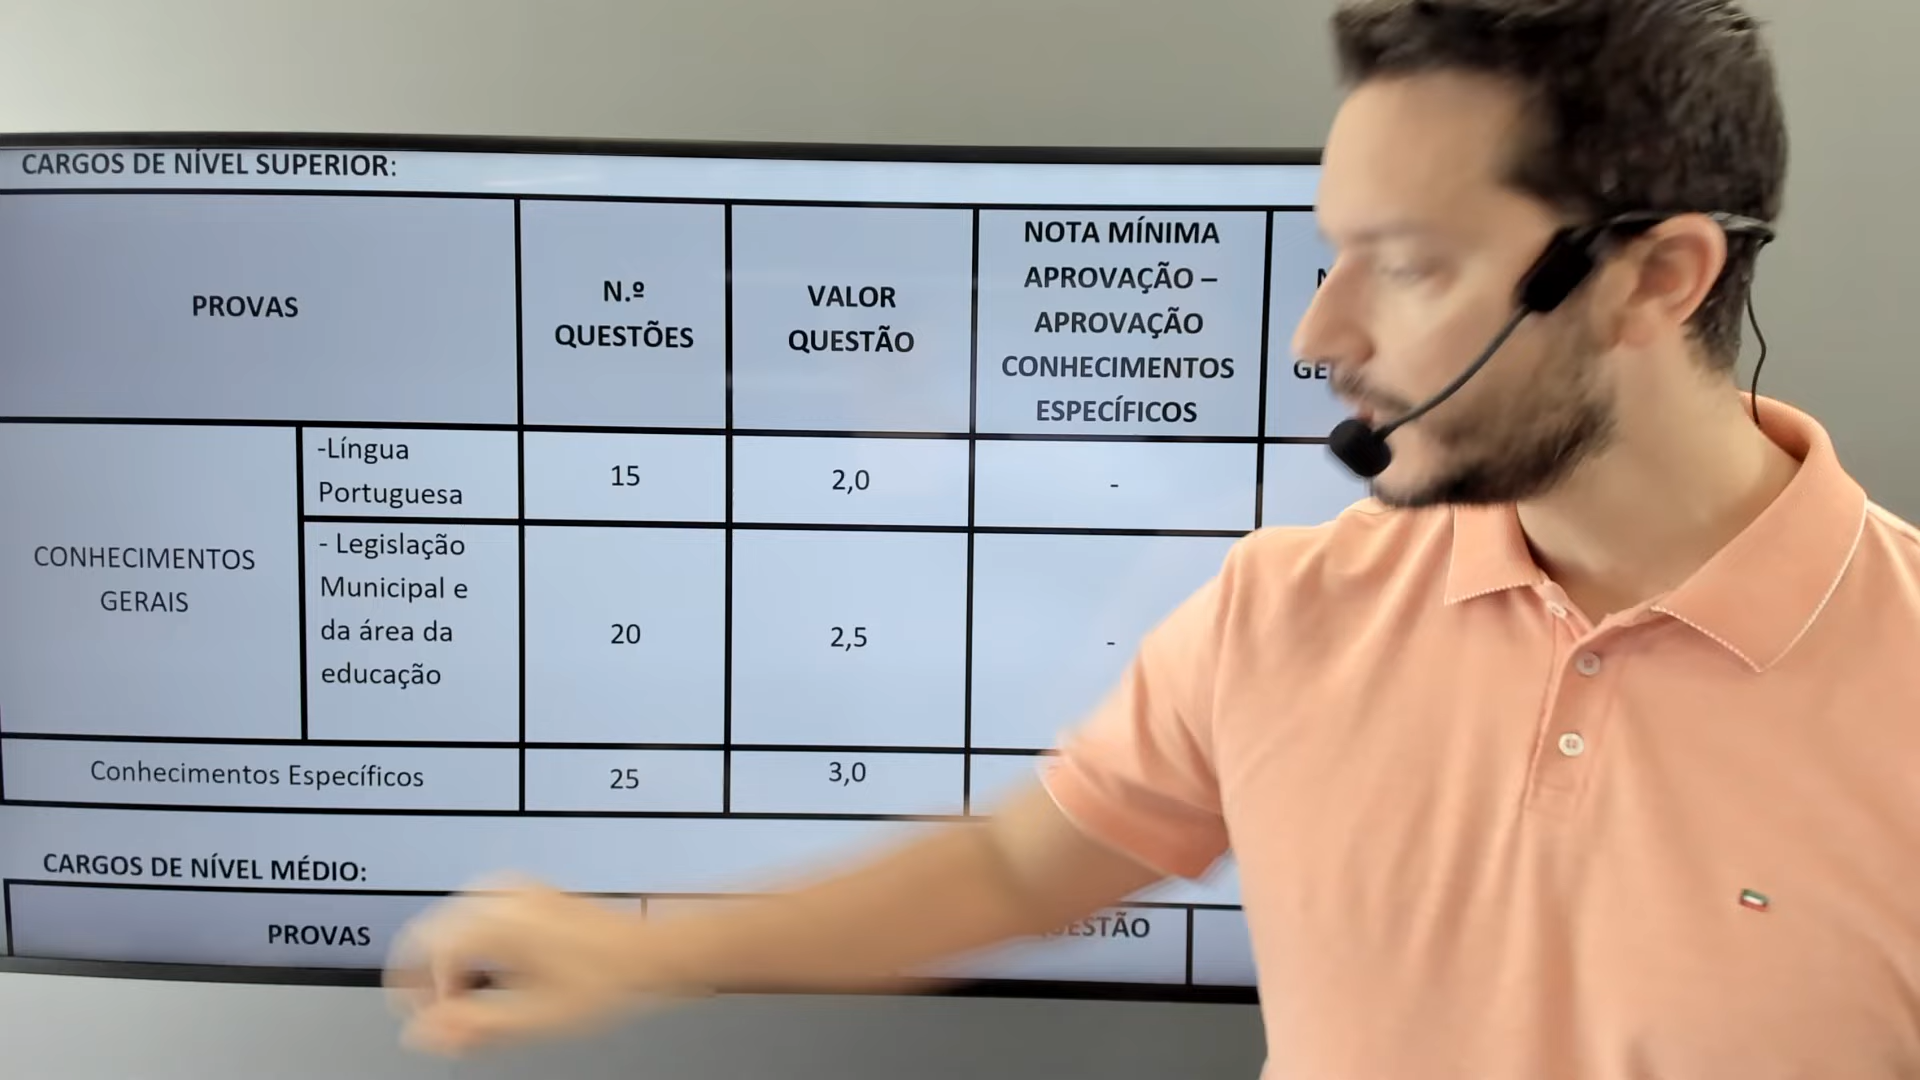 CARGOS DE NÍVEL SUPERIOR:
PROVAS
N.º
QUESTÕES
VALOR
QUESTÃO
NOTA MÍNIMA
APROVAÇÃO –
APROVAÇÃO
CONHECIMENTOS
ESPECÍFICOS
CONHECIMENTOS
GERAIS
-Língua
Portuguesa
15
2,0
-
- Legislação
Municipal e
da área da
educação
20
2,5
-
Conhecimentos Específicos
25
3,0
CARGOS DE NÍVEL MÉDIO:
PROVAS